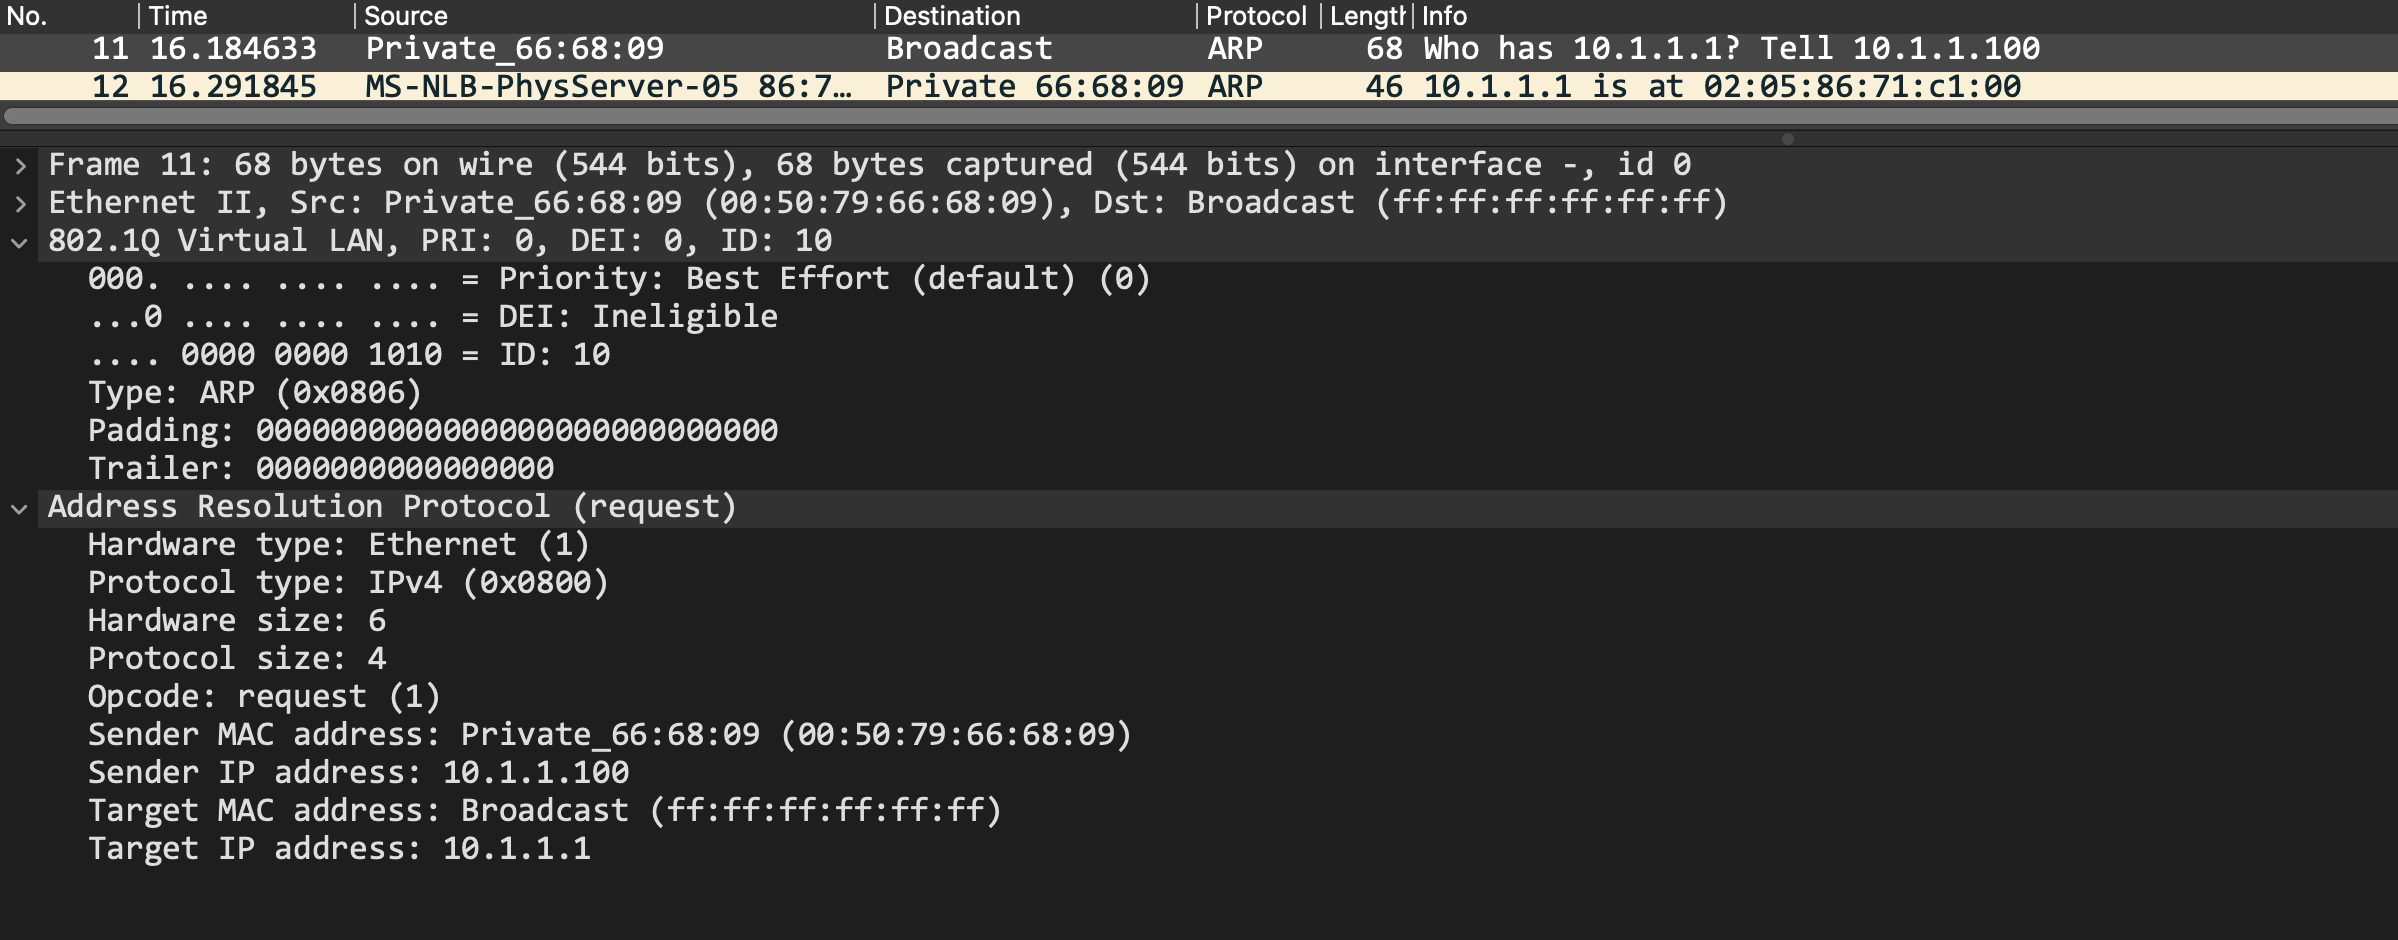 No. Time Source Destination Protocol Length Info
11 16.184633 Private_66:68:09 Broadcast ARP 68 Who has 10.1.1.1? Tell 10.1.1.100
12 16.291845 MS-NLB-PhysServer-05 86:7… Private 66:68:09 ARP 46 10.1.1.1 is at 02:05:86:71:c1:00
Frame 11: 68 bytes on wire (544 bits), 68 bytes captured (544 bits) on interface -, id 0
Ethernet II, Src: Private_66:68:09 (00:50:79:66:68:09), Dst: Broadcast (ff:ff:ff:ff:ff:ff)
802.1Q Virtual LAN, PRI: 0, DEI: 0, ID: 10
000. .... .... .... = Priority: Best Effort (default) (0)
...0 .... .... .... = DEI: Ineligible
.... 0000 0000 1010 = ID: 10
Type: ARP (0x0806)
Padding: 0000000000000000000000000000
Trailer: 0000000000000000
Address Resolution Protocol (request)
Hardware type: Ethernet (1)
Protocol type: IPv4 (0x0800)
Hardware size: 6
Protocol size: 4
Opcode: request (1)
Sender MAC address: Private_66:68:09 (00:50:79:66:68:09)
Sender IP address: 10.1.1.100
Target MAC address: Broadcast (ff:ff:ff:ff:ff:ff)
Target IP address: 10.1.1.1